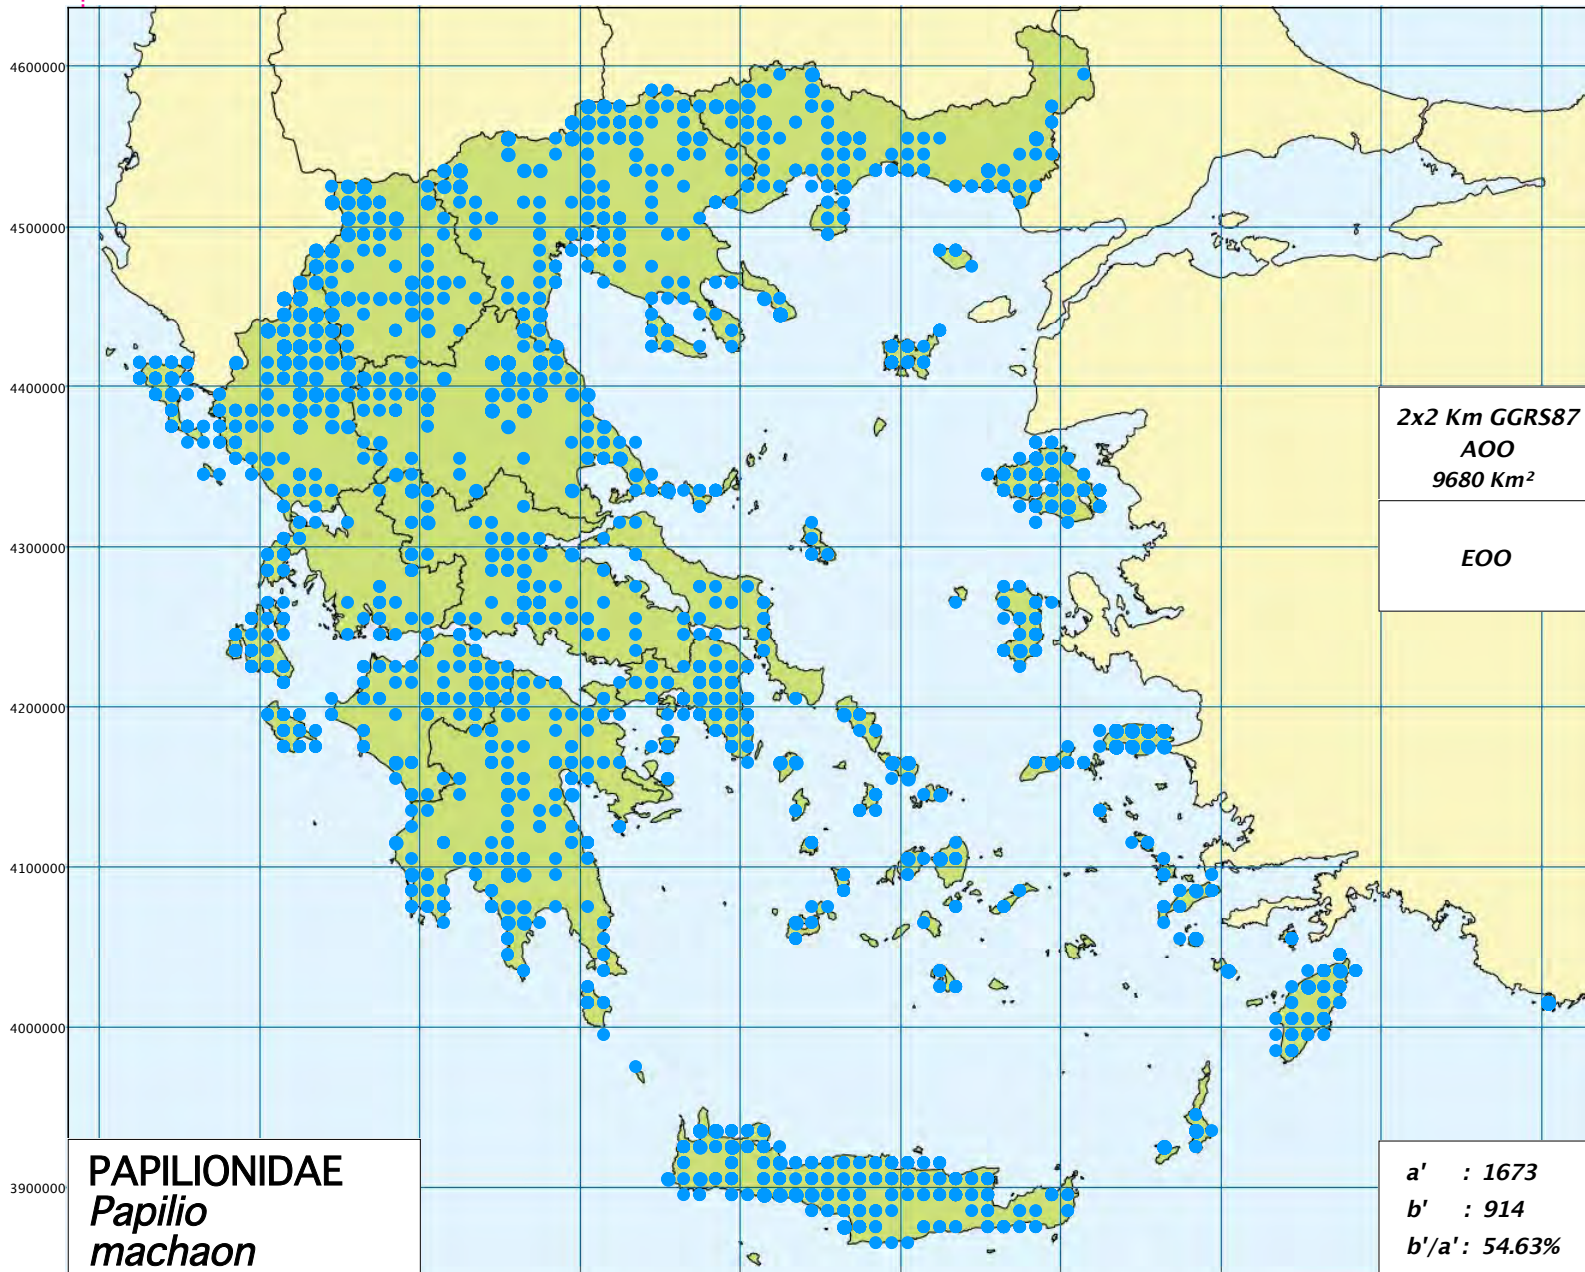 4600000
4500000
4400000
4300000
4200000
4100000
4000000
3900000
2x2 Km GGRS87
AOO
9680 Km²
EOO
PAPILIONIDAE
Papilio
machaon
a' : 1673
b' : 914
b'/a' : 54.63%